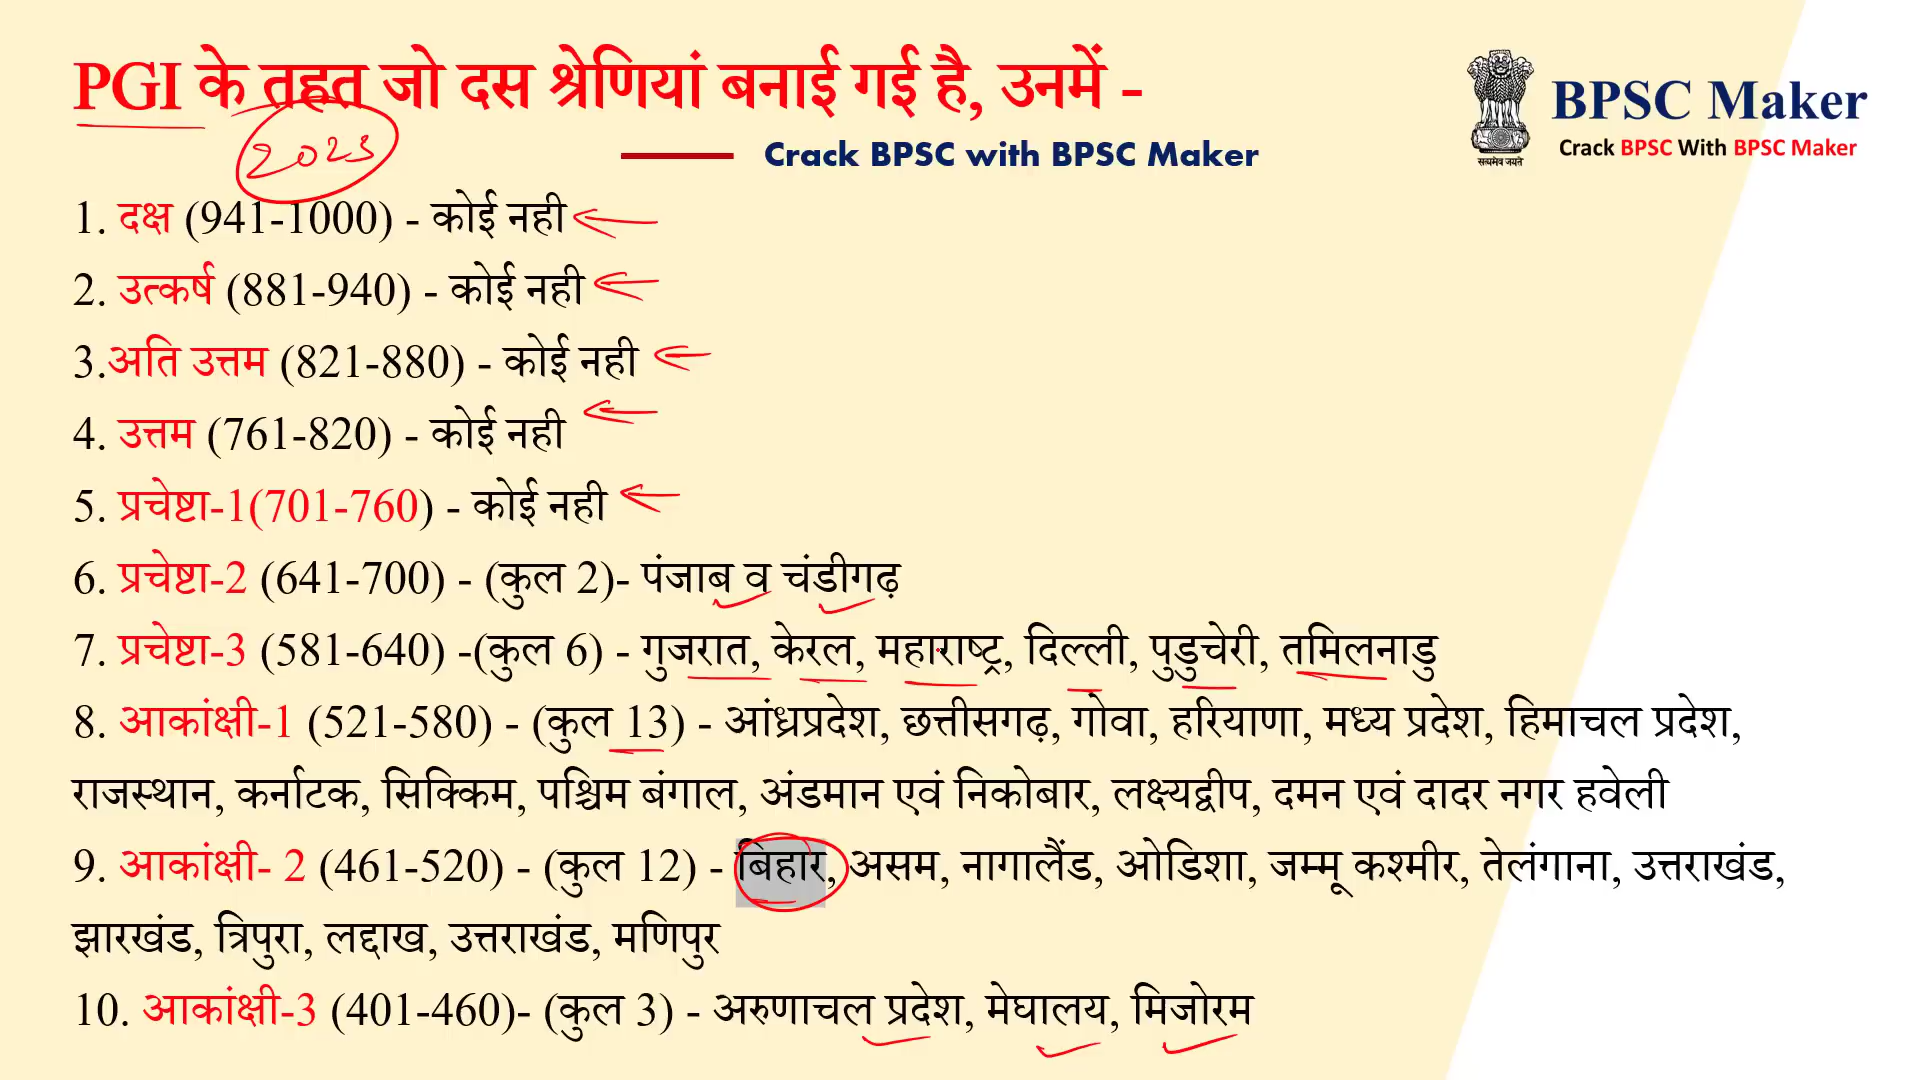 PGI के तहत जो दस श्रेणियां बनाई गई है, उनमें -
2023
Crack BPSC with BPSC Maker
सत्यमेव जयते
BPSC Maker
Crack BPSC With BPSC Maker
1. दक्ष (941-1000) - कोई नही
2. उत्कर्ष (881-940) - कोई नही
3.अति उत्तम (821-880) - कोई नही
4. उत्तम (761-820) - कोई नही
5. प्रचेष्टा-1(701-760) - कोई नही
6. प्रचेष्टा-2 (641-700) - (कुल 2)- पंजाब व चंडीगढ़
7. प्रचेष्टा-3 (581-640) -(कुल 6) - गुजरात, केरल, महाराष्ट्र, दिल्ली, पुडुचेरी, तमिलनाडु
8. आकांक्षी-1 (521-580) - (कुल 13) - आंध्रप्रदेश, छत्तीसगढ़, गोवा, हरियाणा, मध्य प्रदेश, हिमाचल प्रदेश,
राजस्थान, कर्नाटक, सिक्किम, पश्चिम बंगाल, अंडमान एवं निकोबार, लक्ष्यद्वीप, दमन एवं दादर नगर हवेली
9. आकांक्षी- 2 (461-520) - (कुल 12) - बिहार, असम, नागालैंड, ओडिशा, जम्मू कश्मीर, तेलंगाना, उत्तराखंड,
झारखंड, त्रिपुरा, लद्दाख, उत्तराखंड, मणिपुर
10. आकांक्षी-3 (401-460)- (कुल 3) - अरुणाचल प्रदेश, मेघालय, मिजोरम